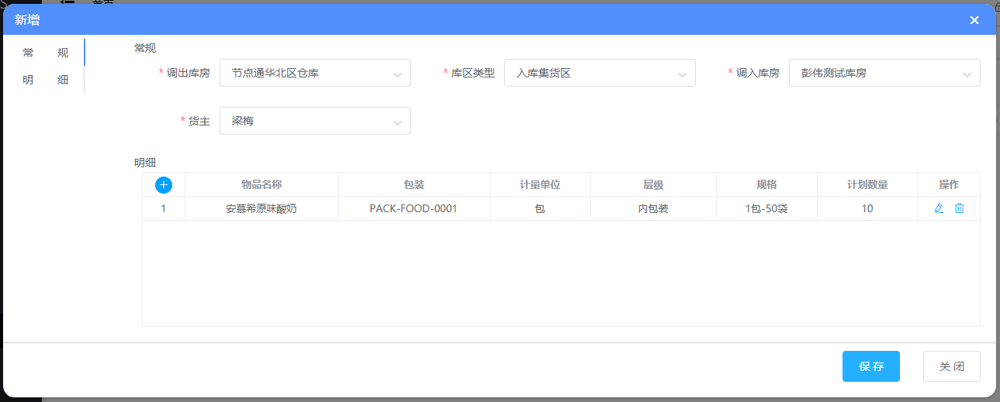 新增
常 规
明 细
常规
* 调出库房 节点通华北区仓库 * 库区类型 入库集货区 * 调入库房 彭伟测试库房
* 货主 梁梅
明细
物品名称 包装 计量单位 层级 规格 计划数量 操作
1 安慕希原味酸奶 PACK-FOOD-0001 包 内包装 1包-50袋 10
保 存 关 闭